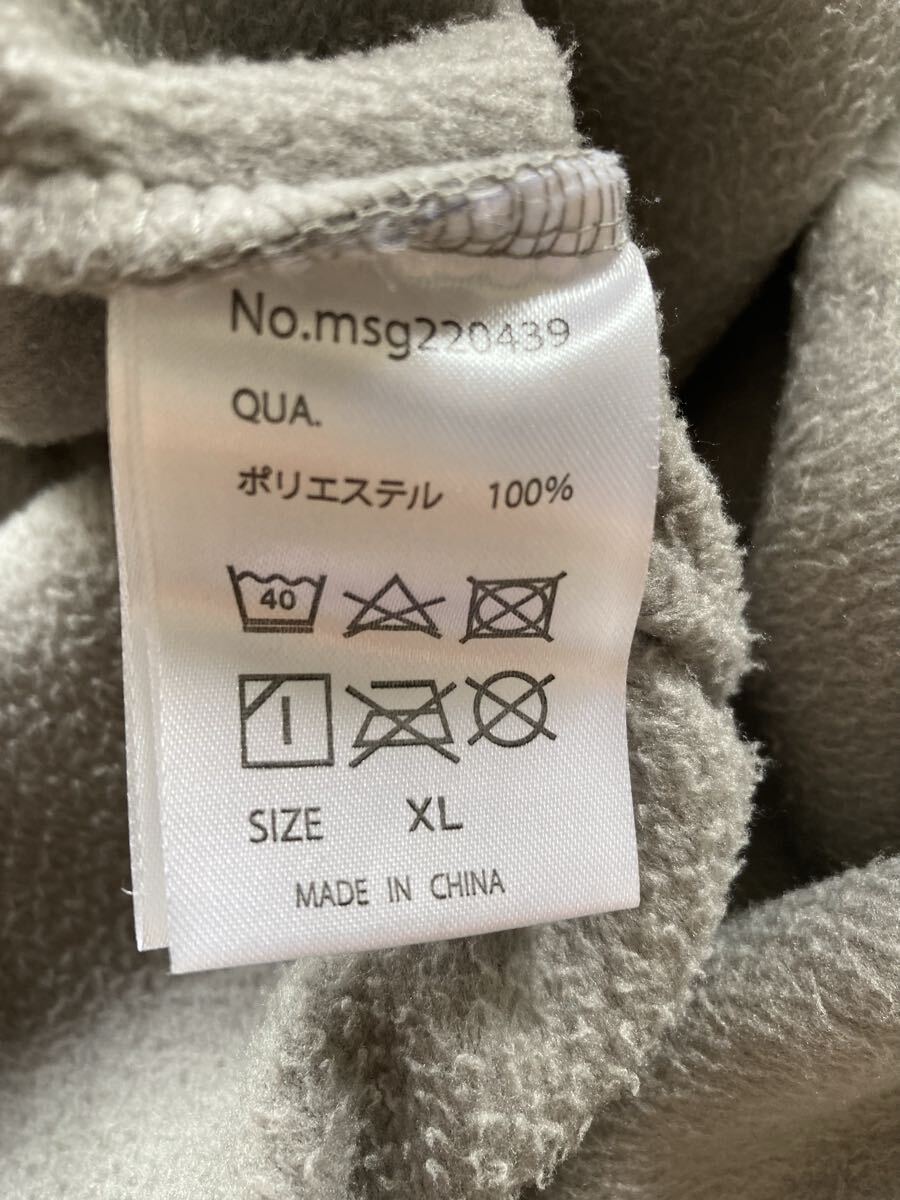 No.msg220439
QUA.
ポリエステル 100%
40
SIZE XL
MADE IN CHINA